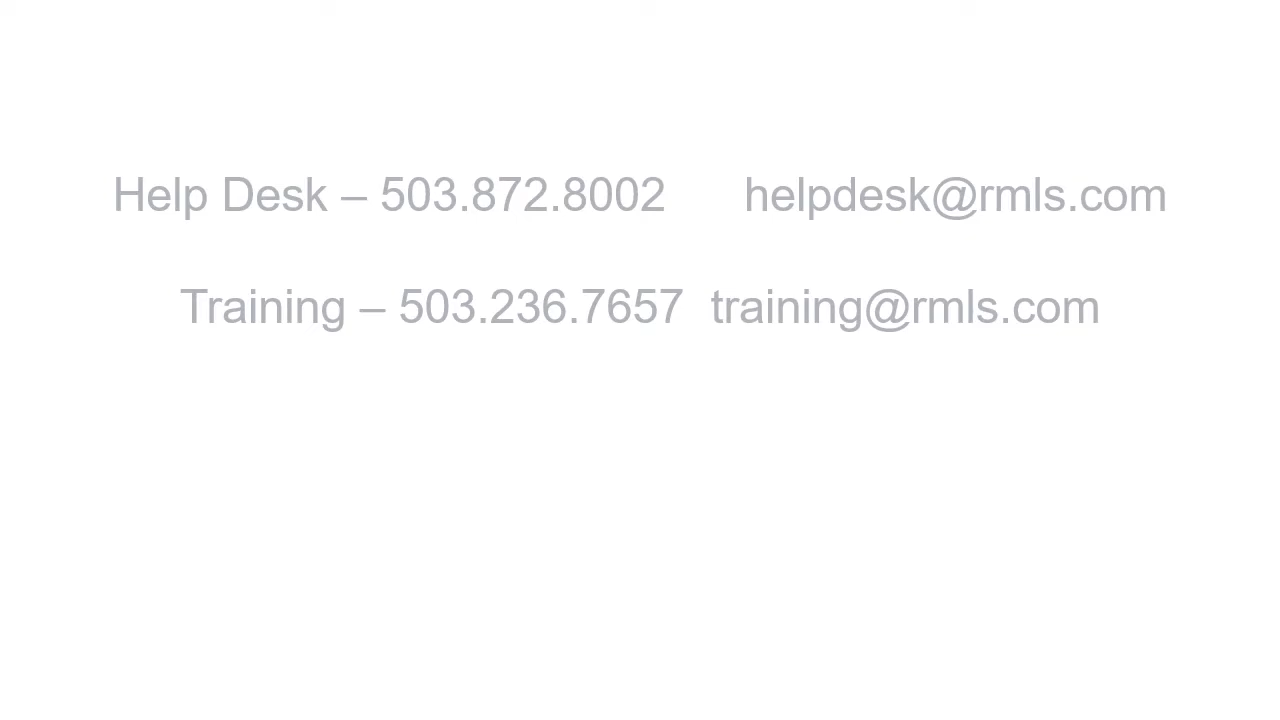 Help Desk – 503.872.8002 helpdesk@rmls.com
Training – 503.236.7657 training@rmls.com